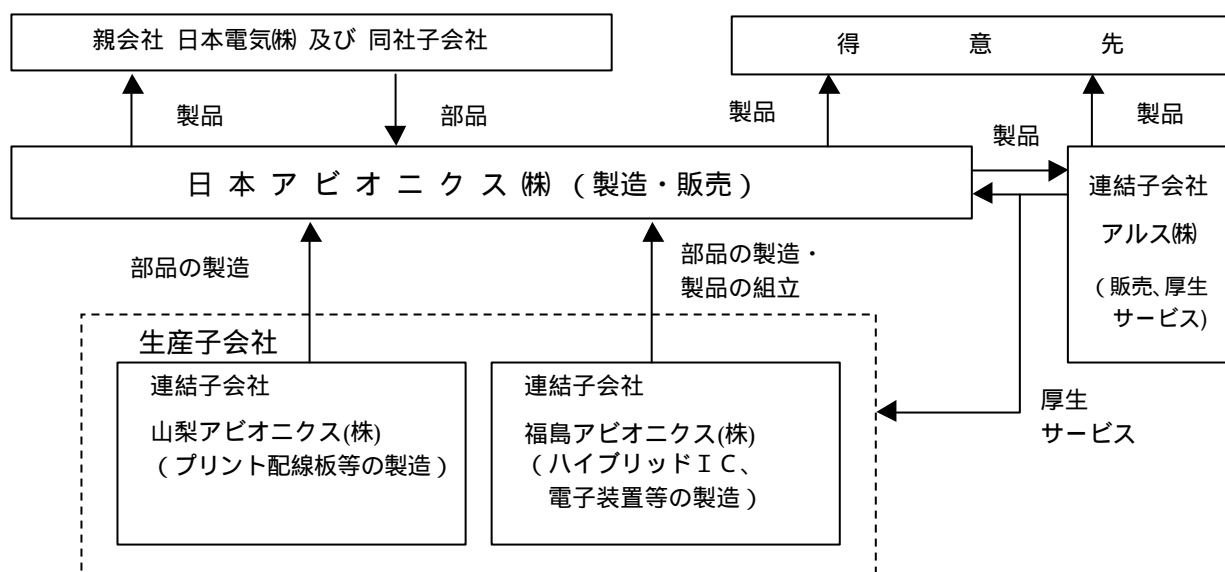 親会社 日本電気㈱ 及び 同社子会社
得 意 先
製品
部品
製品
製品
製品
日 本 ア ビ オ ニ ク ス ㈱ (製造・販売)
連結子会社
アルス㈱
(販売、厚生
サービス)
部品の製造
部品の製造・
製品の組立
生産子会社
連結子会社
山梨アビオニクス(株)
(プリント配線板等の製造)
連結子会社
福島アビオニクス(株)
(ハイブリッドIC、
電子装置等の製造)
厚生
サービス